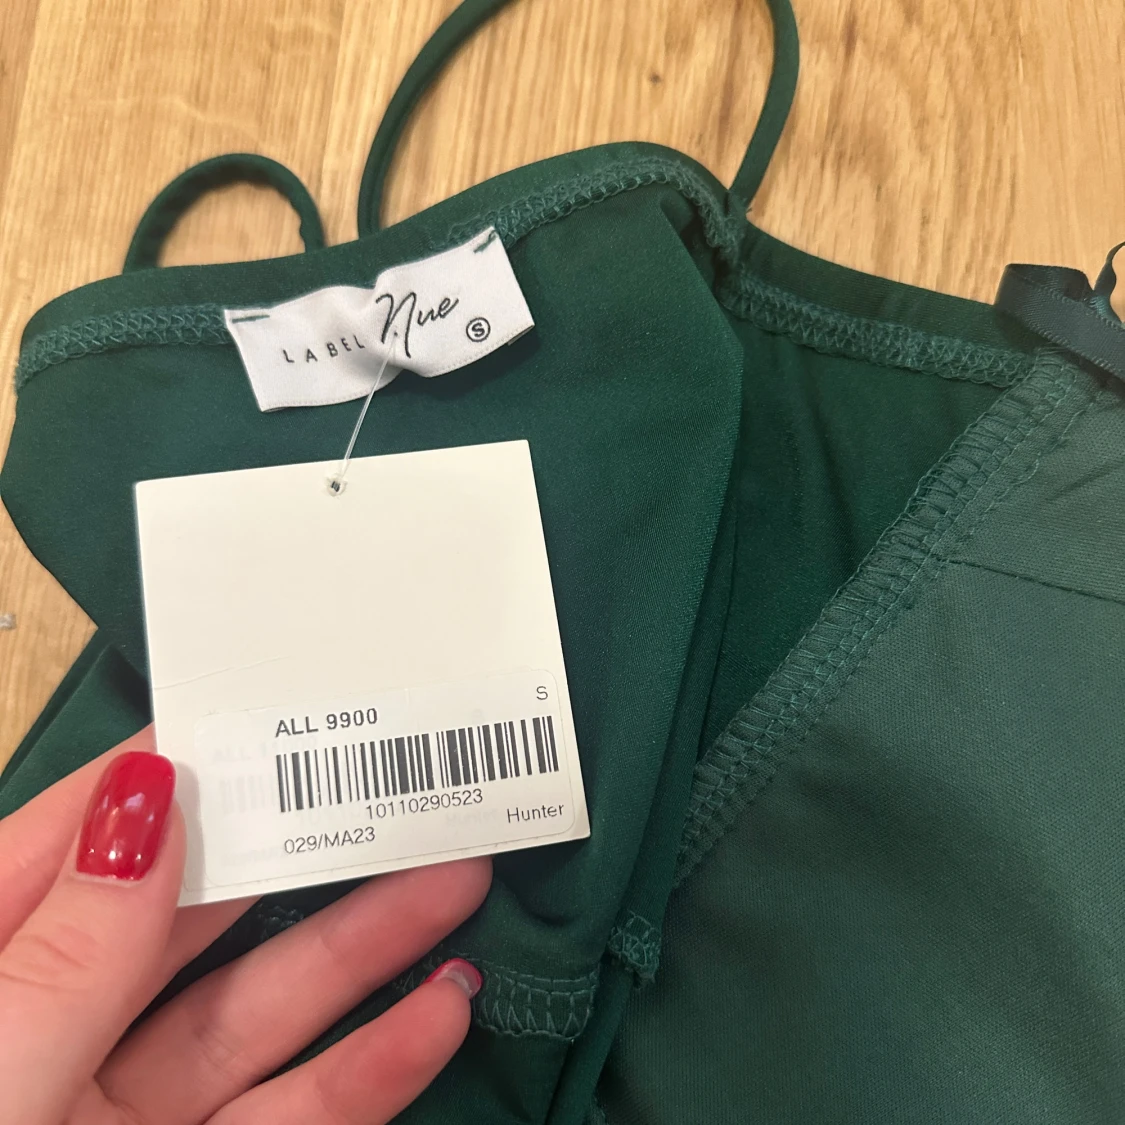 LABEL Nue
S
S
ALL 9900
10110290523
029/MA23
Hunter